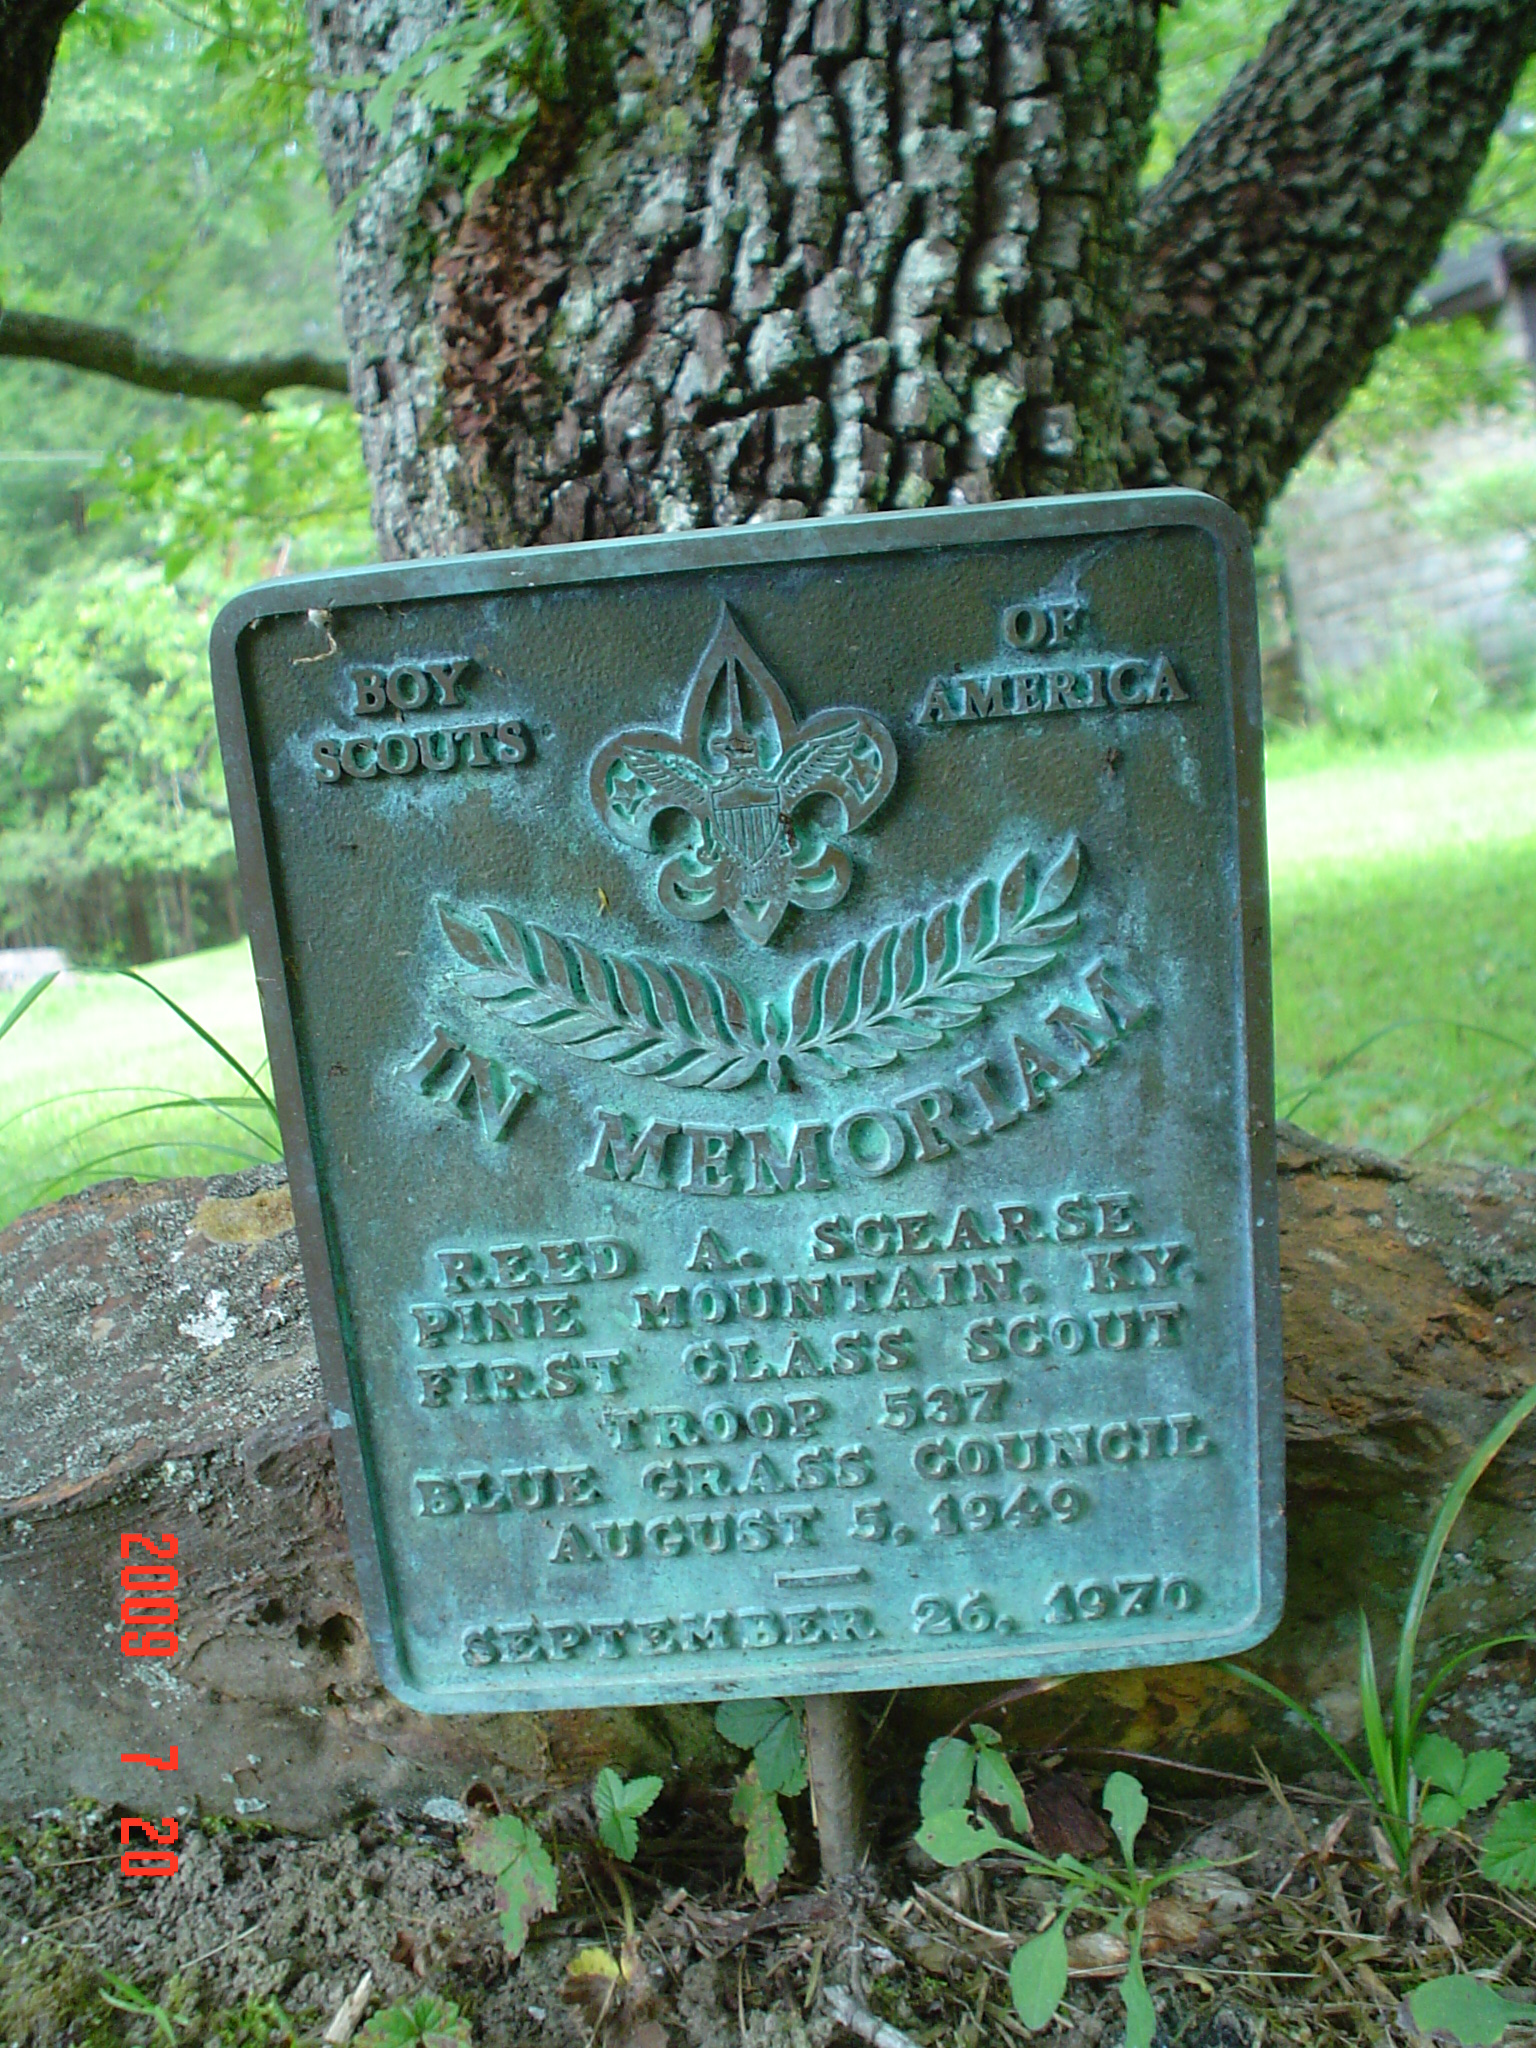 BOY
SCOUTS
OF
AMERICA
IN MEMORIAM
REED A. SCEARSE
PINE MOUNTAIN, KY.
FIRST CLASS SCOUT
TROOP 537
BLUE GRASS COUNCIL
AUGUST 5, 1949
—
SEPTEMBER 26, 1970
2009 7 20